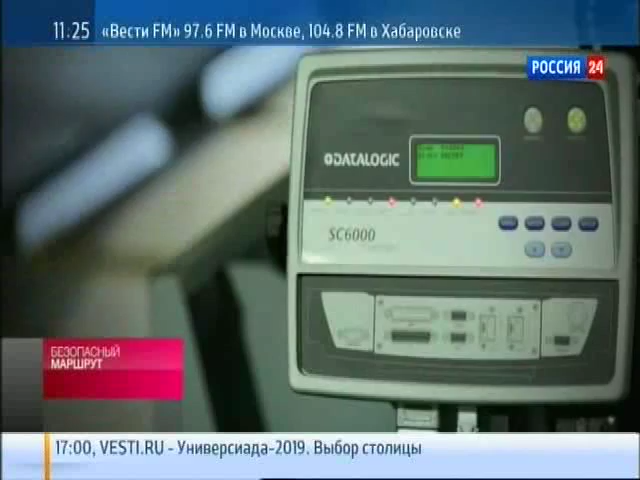 11:25 «Вести FM» 97.6 FM в Москве, 104.8 FM в Хабаровске
РОССИЯ 24
DATALOGIC
SC6000
БЕЗОПАСНЫЙ
МАРШРУТ
17:00, VESTI.RU - Универсиада-2019. Выбор столицы